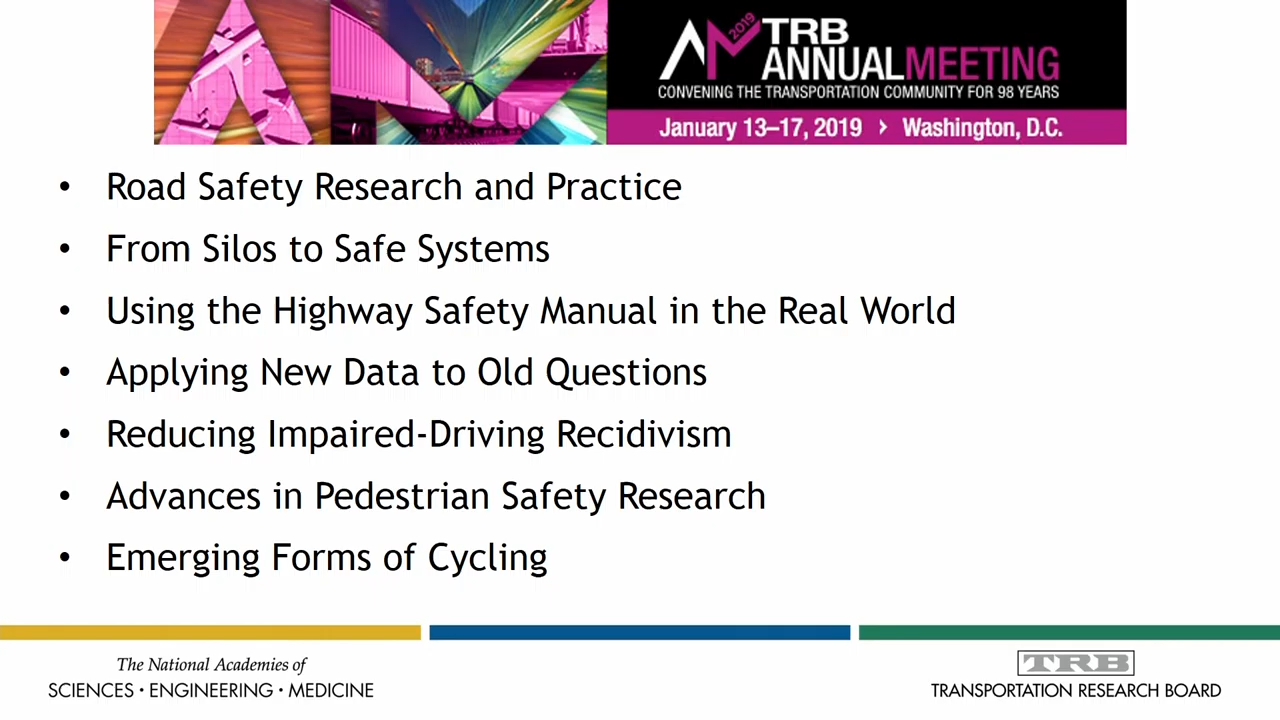 2019
TRB
ANNUAL MEETING
CONVENING THE TRANSPORTATION COMMUNITY FOR 98 YEARS
January 13–17, 2019 › Washington, D.C.
• Road Safety Research and Practice
• From Silos to Safe Systems
• Using the Highway Safety Manual in the Real World
• Applying New Data to Old Questions
• Reducing Impaired-Driving Recidivism
• Advances in Pedestrian Safety Research
• Emerging Forms of Cycling
The National Academies of
SCIENCES · ENGINEERING · MEDICINE
TRB
TRANSPORTATION RESEARCH BOARD